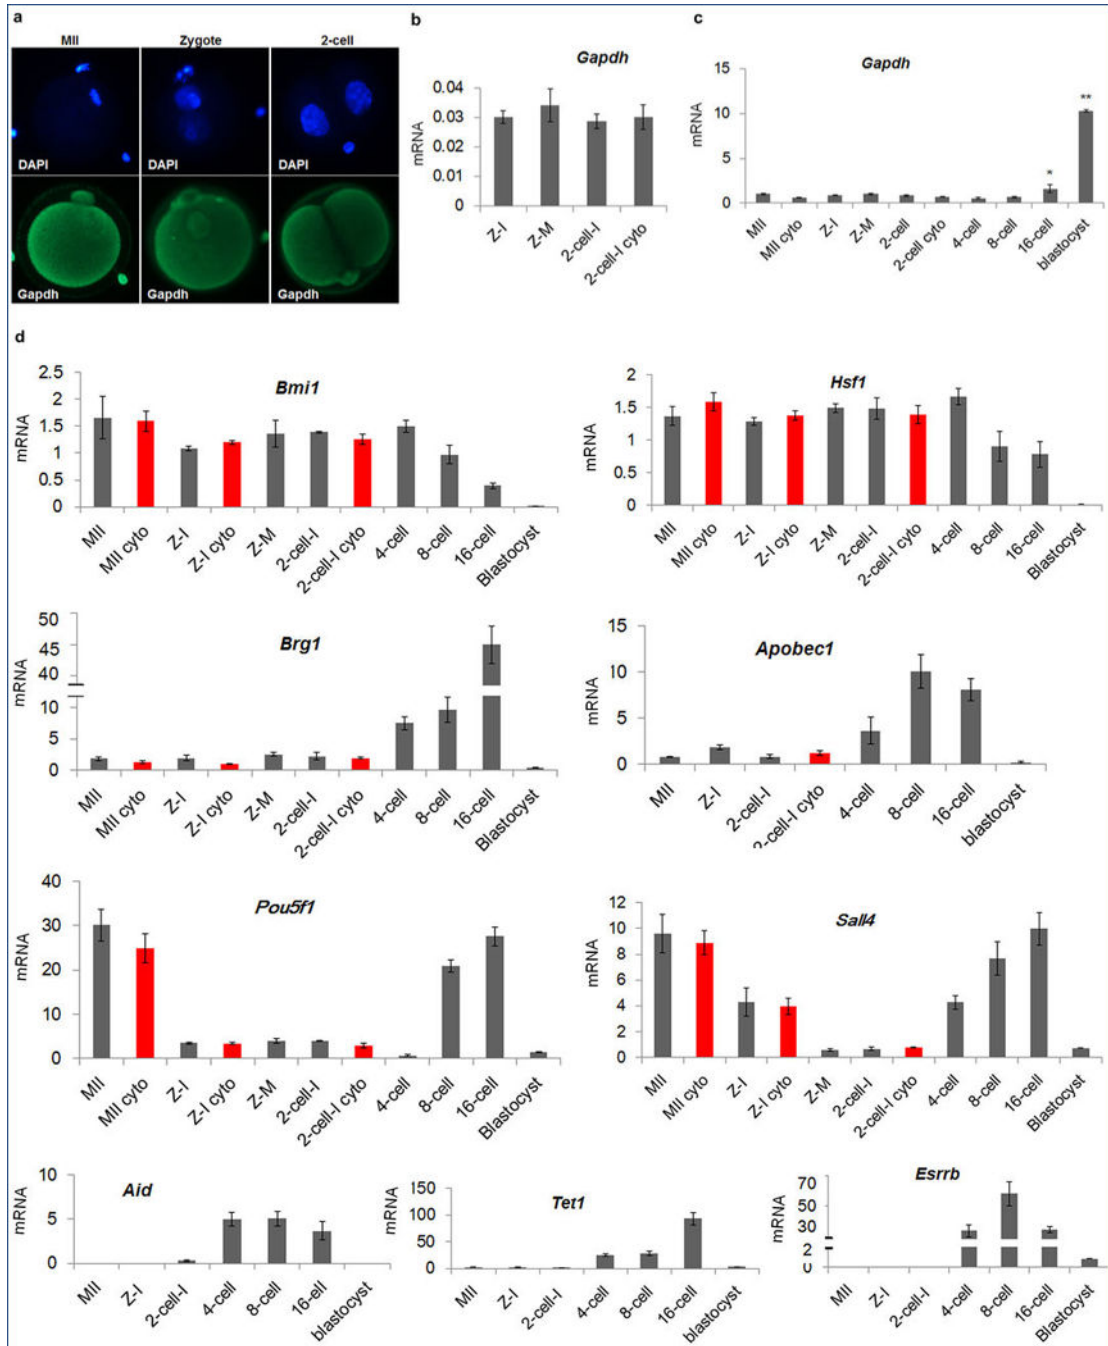 a
MII Zygote 2-cell
DAPI DAPI DAPI
Gapdh Gapdh Gapdh
b
Gapdh
mRNA
0.04
0.03
0.02
0.01
0
Z-I Z-M 2-cell-I 2-cell-I cyto
c
Gapdh
mRNA
15
10
5
0
* **
MII MII cyto Z-I Z-M 2-cell 2-cell cyto 4-cell 8-cell 16-cell blastocyst
d
Bmi1
mRNA
2.5
2
1.5
1
0.5
0
MII MII cyto Z-I Z-I cyto Z-M 2-cell-I 2-cell-I cyto 4-cell 8-cell 16-cell Blastocyst
Hsf1
mRNA
2
1.5
1
0.5
0
MII MII cyto Z-I Z-I cyto Z-M 2-cell-I 2-cell-I cyto 4-cell 8-cell 16-cell Blastocyst
Brg1
mRNA
50
45
40
10
5
0
MII MII cyto Z-I Z-I cyto Z-M 2-cell-I 2-cell-I cyto 4-cell 8-cell 16-cell Blastocyst
Apobec1
mRNA
15
10
5
0
MII Z-I 2-cell-I 2-cell-I cyto 4-cell 8-cell 16-cell blastocyst
Pou5f1
mRNA
40
30
20
10
0
MII MII cyto Z-I Z-I cyto Z-M 2-cell-I 2-cell-I cyto 4-cell 8-cell 16-cell Blastocyst
Sall4
mRNA
12
10
8
6
4
2
0
MII MII cyto Z-I Z-I cyto Z-M 2-cell-I 2-cell-I cyto 4-cell 8-cell 16-cell Blastocyst
Aid
mRNA
10
5
0
MII Z-I 2-cell-I 4-cell 8-cell 16-cell blastocyst
Tet1
mRNA
150
100
50
0
MII Z-I 2-cell-I 4-cell 8-cell 16-cell blastocyst
Esrrb
mRNA
70
50
30
2
0
MII Z-I 2-cell-I 4-cell 8-cell 16-cell Blastocyst